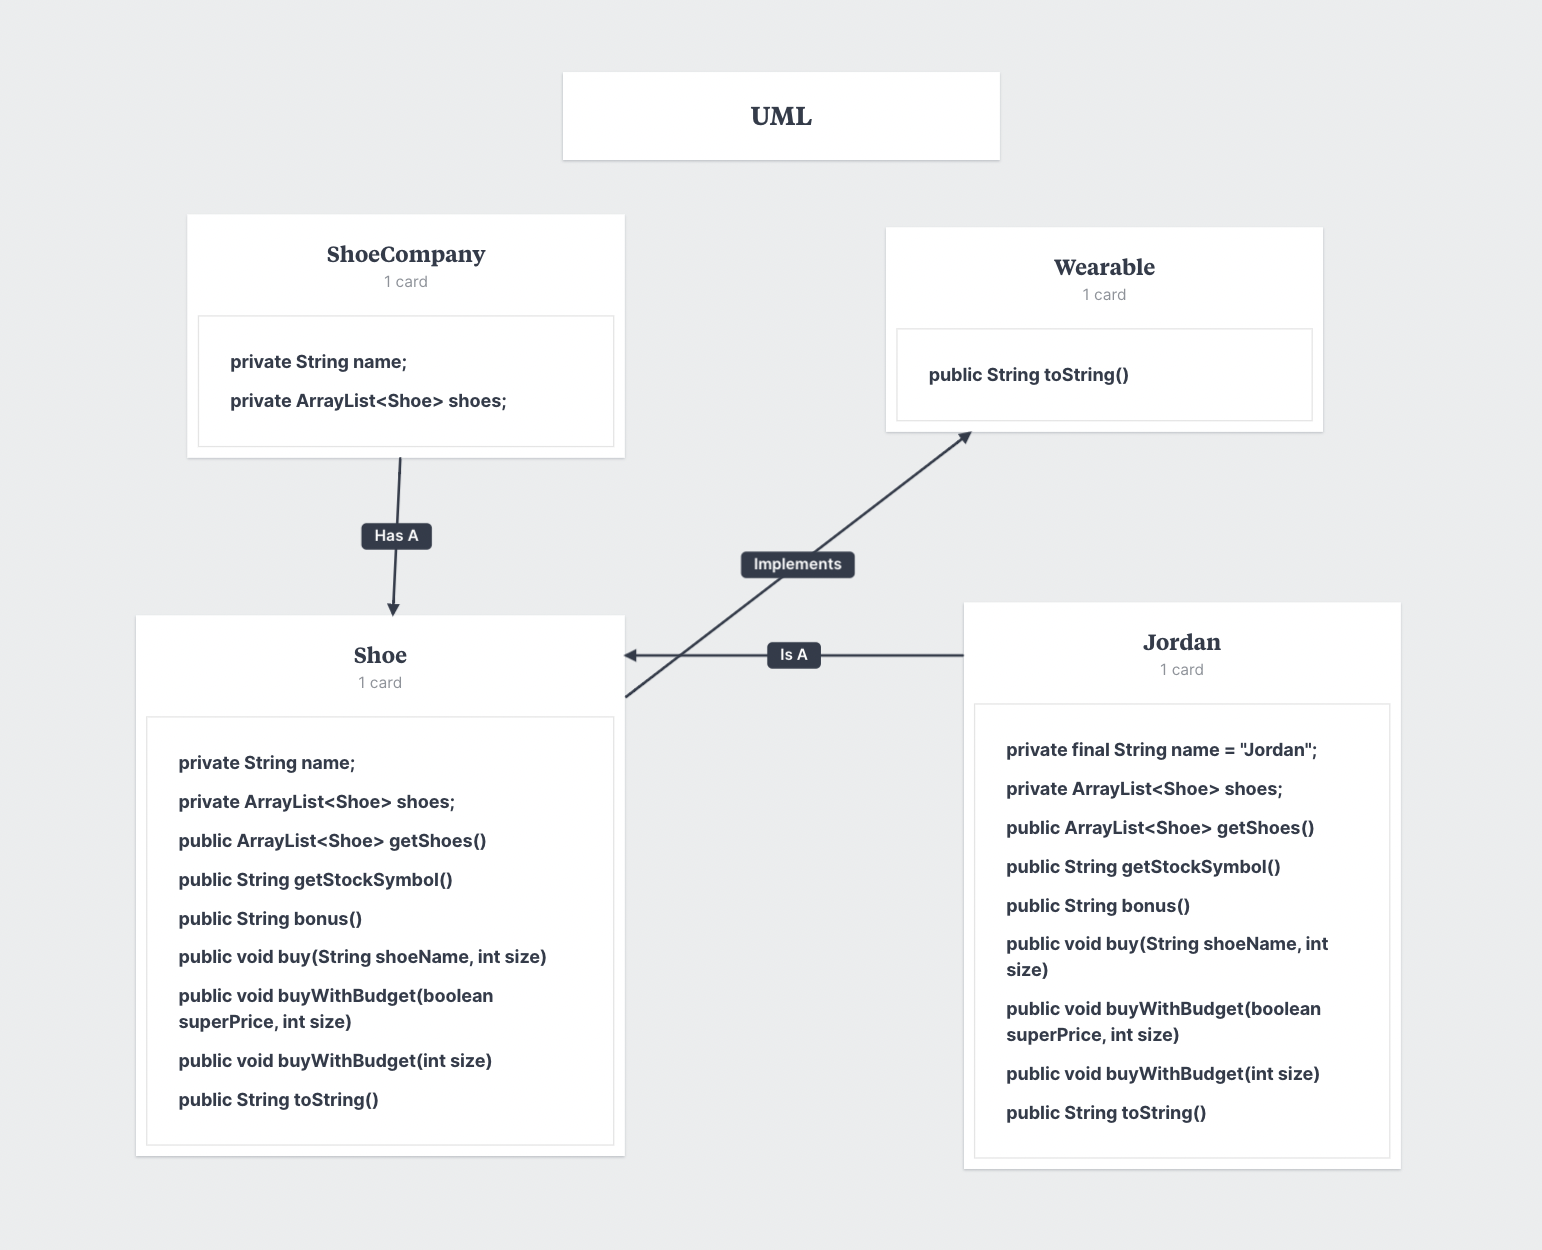 UML
ShoeCompany
1 card
private String name;
private ArrayList<Shoe> shoes;
Wearable
1 card
public String toString()
Has A
Implements
Is A
Shoe
1 card
private String name;
private ArrayList<Shoe> shoes;
public ArrayList<Shoe> getShoes()
public String getStockSymbol()
public String bonus()
public void buy(String shoeName, int size)
public void buyWithBudget(boolean
superPrice, int size)
public void buyWithBudget(int size)
public String toString()
Jordan
1 card
private final String name = "Jordan";
private ArrayList<Shoe> shoes;
public ArrayList<Shoe> getShoes()
public String getStockSymbol()
public String bonus()
public void buy(String shoeName, int
size)
public void buyWithBudget(boolean
superPrice, int size)
public void buyWithBudget(int size)
public String toString()